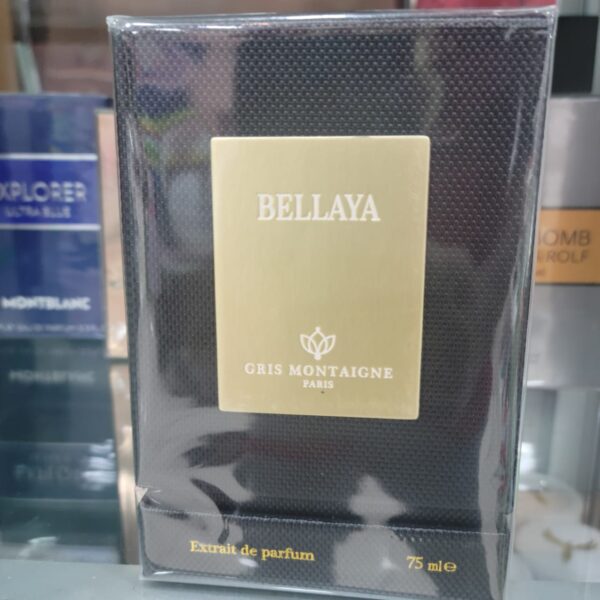 BELLAYA
GRIS MONTAIGNE
PARIS
Extrait de parfum
75 ml℮
XPLORER
ULTRA BLUE
MONTBLANC
OMB
ROLF